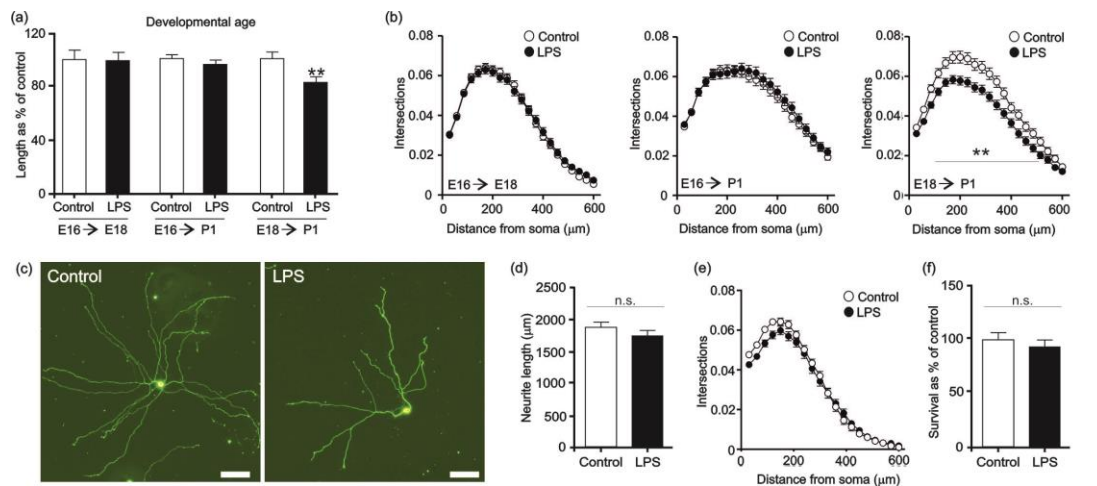 (a)
Developmental age
Length as % of control
120
80
40
0
**
Control LPS Control LPS Control LPS
E16→ E18 E16→ P1 E18→ P1
(b)
Control
LPS
Intersections
0.08
0.06
0.04
0.02
0
E16→ E18
0 200 400 600
Distance from soma (μm)
Control
LPS
Intersections
0.08
0.06
0.04
0.02
0
E16→ P1
0 200 400 600
Distance from soma (μm)
Control
LPS
Intersections
0.08
0.06
0.04
0.02
0
**
E18→ P1
0 200 400 600
Distance from soma (μm)
(c)
Control
LPS
(d)
n.s.
Neurite length (μm)
2500
2000
1500
1000
500
0
Control LPS
(e)
Control
LPS
Intersections
0.08
0.06
0.04
0.02
0
0 200 400 600
Distance from soma (μm)
(f)
n.s.
Survival as % of control
150
100
50
0
Control LPS